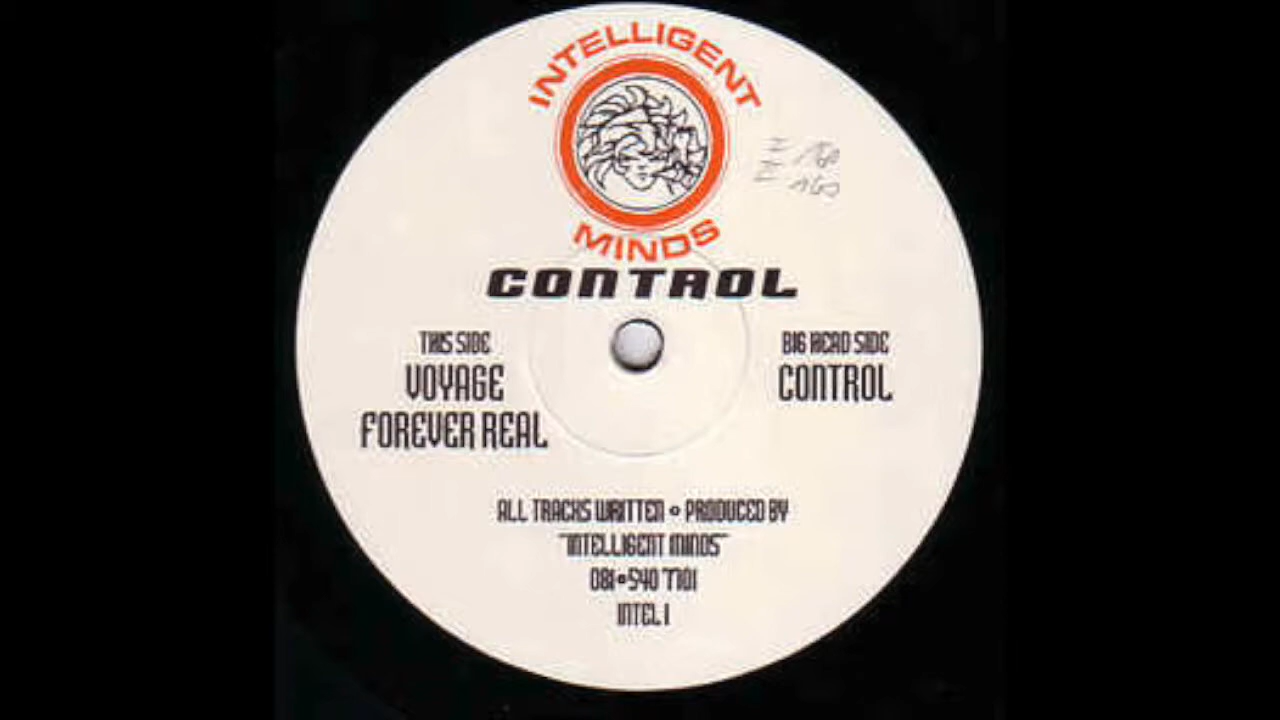 INTELLIGENT
MINDS
CONTROL
THIS SIDE
VOYAGE
FOREVER REAL
BIG HEAD SIDE
CONTROL
ALL TRACKS WRITTEN • PRODUCED BY
"INTELLIGENT MINDS"
081•540 7701
INTEL 1